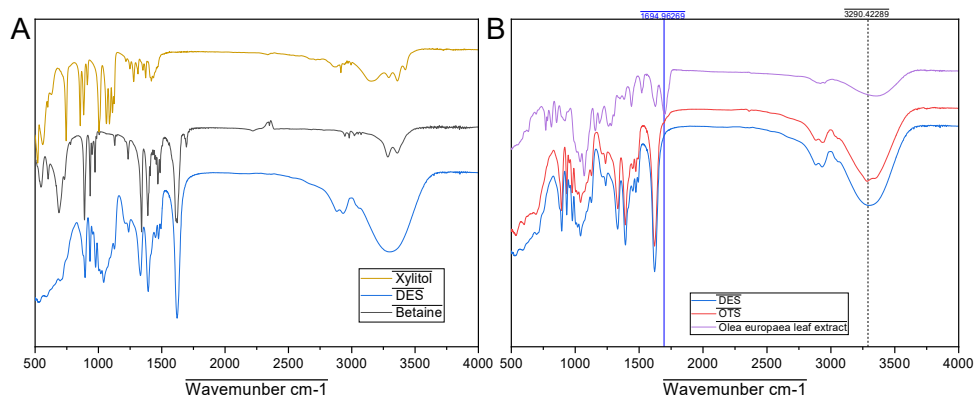 A
Xylitol
DES
Betaine
500 1000 1500 2000 2500 3000 3500 4000
Wavemunber cm-1
B
1694.96269
3290.42289
DES
OTS
Olea europaea leaf extract
500 1000 1500 2000 2500 3000 3500 4000
Wavemunber cm-1